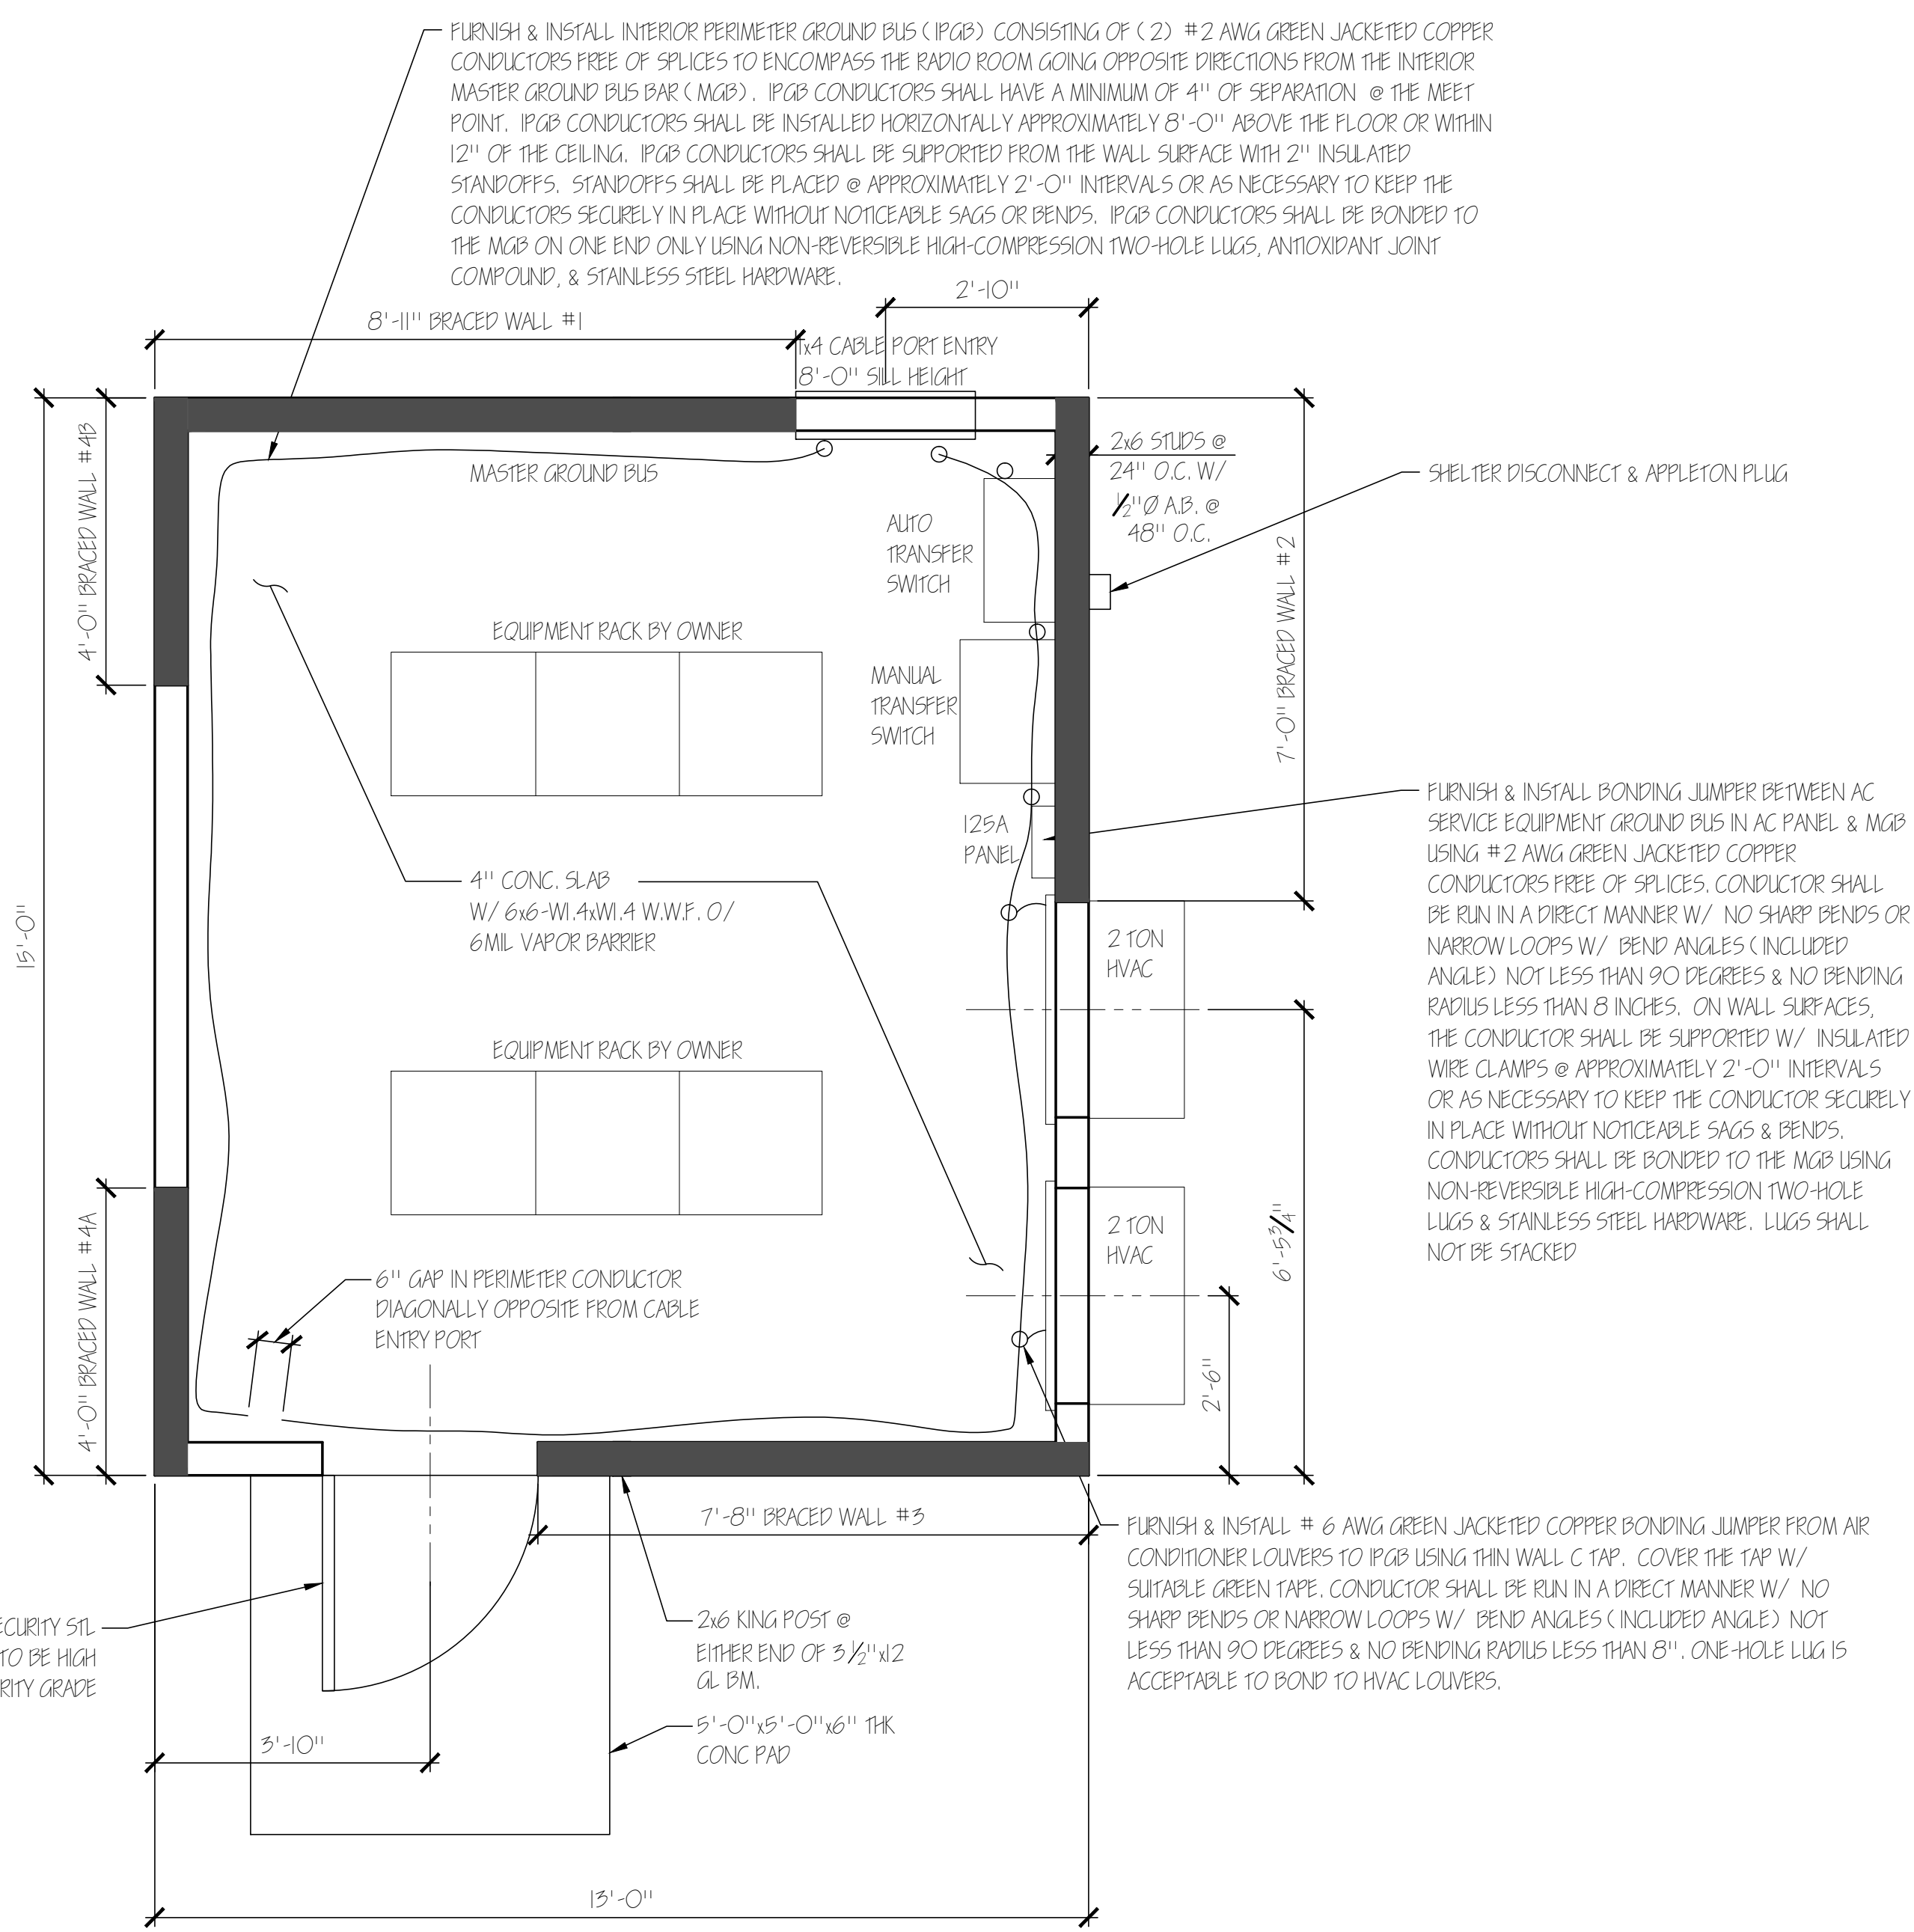 FURNISH & INSTALL INTERIOR PERIMETER GROUND BUS (IPGB) CONSISTING OF (2) #2 AWG GREEN JACKETED COPPER
CONDUCTORS FREE OF SPLICES TO ENCOMPASS THE RADIO ROOM GOING OPPOSITE DIRECTIONS FROM THE INTERIOR
MASTER GROUND BUS BAR (MGB). IPGB CONDUCTORS SHALL HAVE A MINIMUM OF 4" OF SEPARATION @ THE MEET
POINT. IPGB CONDUCTORS SHALL BE INSTALLED HORIZONTALLY APPROXIMATELY 8'-0" ABOVE THE FLOOR OR WITHIN
12" OF THE CEILING. IPGB CONDUCTORS SHALL BE SUPPORTED FROM THE WALL SURFACE WITH 2" INSULATED
STANDOFFS. STANDOFFS SHALL BE PLACED @ APPROXIMATELY 2'-0" INTERVALS OR AS NECESSARY TO KEEP THE
CONDUCTORS SECURELY IN PLACE WITHOUT NOTICEABLE SAGS OR BENDS. IPGB CONDUCTORS SHALL BE BONDED TO
THE MGB ON ONE END ONLY USING NON-REVERSIBLE HIGH-COMPRESSION TWO-HOLE LUGS, ANTIOXIDANT JOINT
COMPOUND, & STAINLESS STEEL HARDWARE.
2'-10"
8'-11" BRACED WALL #1
1x4 CABLE PORT ENTRY
8'-0" SILL HEIGHT
4'-0" BRACED WALL #4B
MASTER GROUND BUS
2x6 STUDS @
24" O.C. W/
1/2"Ø A.B. @
48" O.C.
SHELTER DISCONNECT & APPLETON PLUG
AUTO
TRANSFER
SWITCH
7'-0" BRACED WALL #2
EQUIPMENT RACK BY OWNER
MANUAL
TRANSFER
SWITCH
125A
PANEL
FURNISH & INSTALL BONDING JUMPER BETWEEN AC
SERVICE EQUIPMENT GROUND BUS IN AC PANEL & MGB
USING #2 AWG GREEN JACKETED COPPER
CONDUCTORS FREE OF SPLICES. CONDUCTOR SHALL
BE RUN IN A DIRECT MANNER W/ NO SHARP BENDS OR
NARROW LOOPS W/ BEND ANGLES (INCLUDED
ANGLE) NOT LESS THAN 90 DEGREES & NO BENDING
RADIUS LESS THAN 8 INCHES. ON WALL SURFACES,
THE CONDUCTOR SHALL BE SUPPORTED W/ INSULATED
WIRE CLAMPS @ APPROXIMATELY 2'-0" INTERVALS
OR AS NECESSARY TO KEEP THE CONDUCTOR SECURELY
IN PLACE WITHOUT NOTICEABLE SAGS & BENDS.
CONDUCTORS SHALL BE BONDED TO THE MGB USING
NON-REVERSIBLE HIGH-COMPRESSION TWO-HOLE
LUGS & STAINLESS STEEL HARDWARE. LUGS SHALL
NOT BE STACKED
4" CONC. SLAB
W/ 6x6-W1.4xW1.4 W.W.F. O/
6MIL VAPOR BARRIER
15'-0"
2 TON
HVAC
EQUIPMENT RACK BY OWNER
2 TON
HVAC
6'-5 3/4"
2'-6"
4'-0" BRACED WALL #4A
6" GAP IN PERIMETER CONDUCTOR
DIAGONALLY OPPOSITE FROM CABLE
ENTRY PORT
7'-8" BRACED WALL #3
FURNISH & INSTALL # 6 AWG GREEN JACKETED COPPER BONDING JUMPER FROM AIR
CONDITIONER LOUVERS TO IPGB USING THIN WALL C TAP. COVER THE TAP W/
SUITABLE GREEN TAPE. CONDUCTOR SHALL BE RUN IN A DIRECT MANNER W/ NO
SHARP BENDS OR NARROW LOOPS W/ BEND ANGLES (INCLUDED ANGLE) NOT
LESS THAN 90 DEGREES & NO BENDING RADIUS LESS THAN 8". ONE-HOLE LUG IS
ACCEPTABLE TO BOND TO HVAC LOUVERS.
STL
TO BE HIGH
GRADE
2x6 KING POST @
EITHER END OF 3 1/2"x12
GL BM.
5'-0"x5'-0"x6" THK
CONC PAD
3'-10"
13'-0"